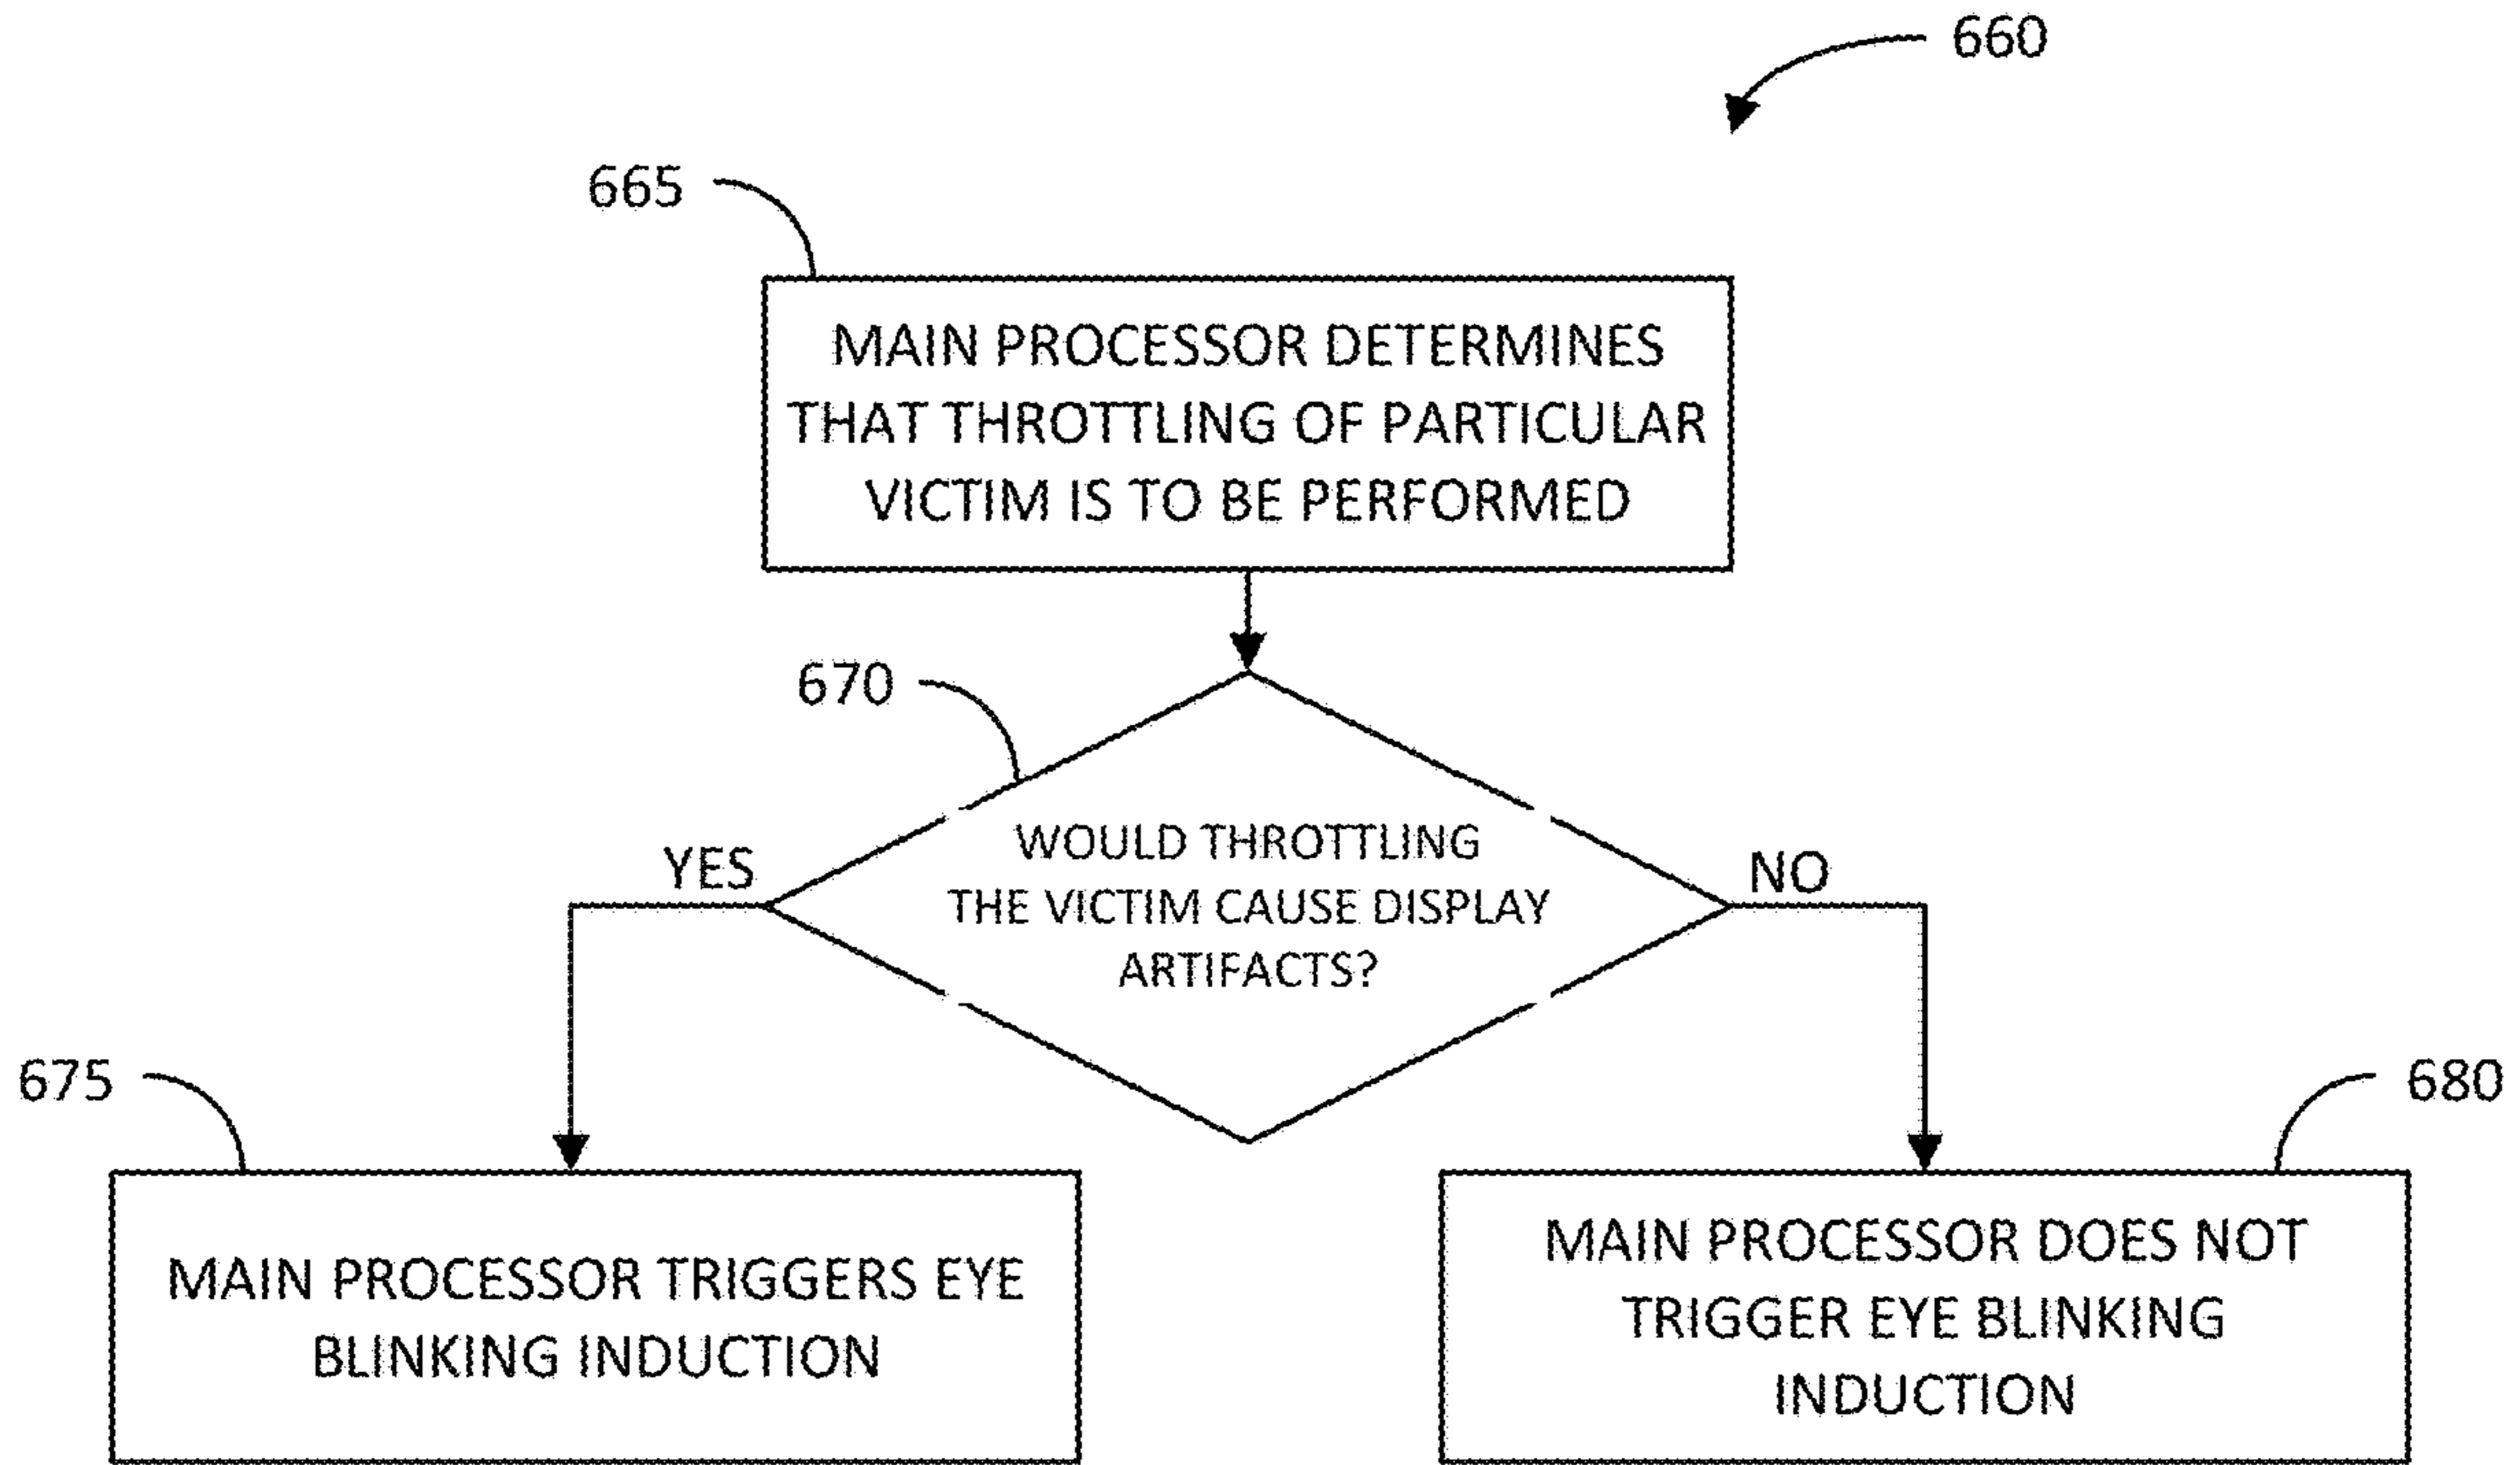 660
665
MAIN PROCESSOR DETERMINES
THAT THROTTLING OF PARTICULAR
VICTIM IS TO BE PERFORMED
670
WOULD THROTTLING
THE VICTIM CAUSE DISPLAY
ARTIFACTS?
YES
NO
675
MAIN PROCESSOR TRIGGERS EYE
BLINKING INDUCTION
680
MAIN PROCESSOR DOES NOT
TRIGGER EYE BLINKING
INDUCTION